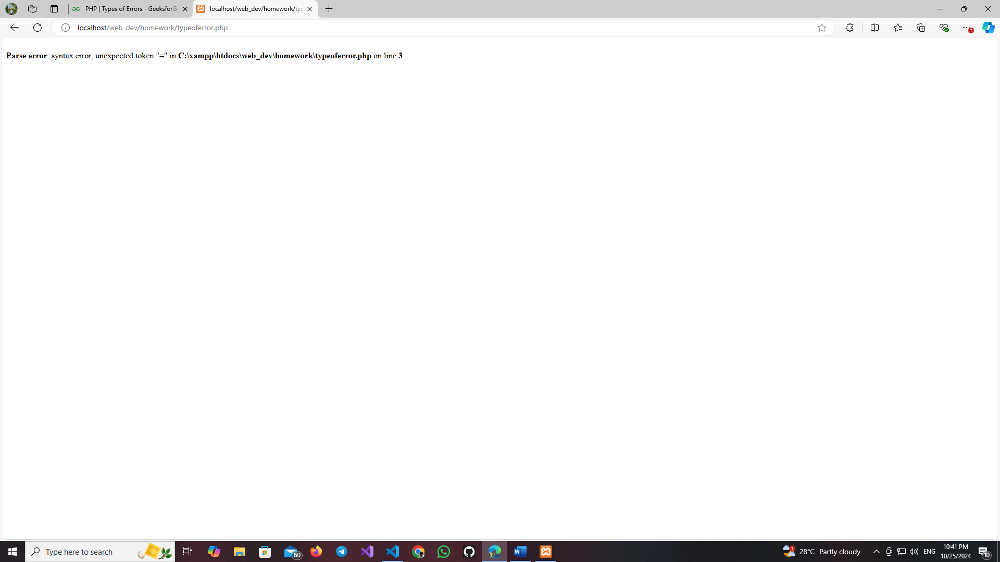 PHP | Types of Errors - GeeksforGe
localhost/web_dev/homework/typ
localhost/web_dev/homework/typeoferror.php
Parse error: syntax error, unexpected token "=" in C:\xampp\htdocs\web_dev\homework\typeoferror.php on line 3
Type here to search
60
1
28°C Partly cloudy
ENG
10:41 PM
10/25/2024
10